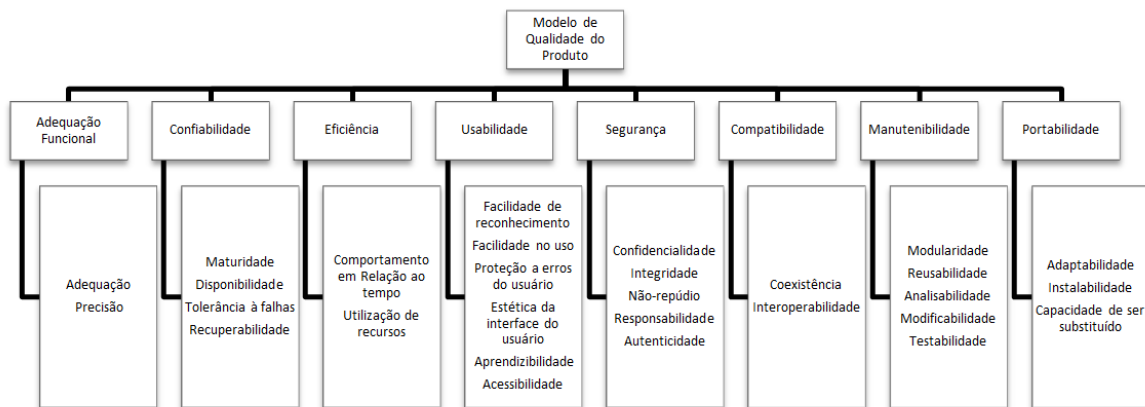 Modelo de
Qualidade do
Produto
Adequação
Funcional
Confiabilidade
Eficiência
Usabilidade
Segurança
Compatibilidade
Manutenibilidade
Portabilidade
Adequação
Precisão
Maturidade
Disponibilidade
Tolerância à falhas
Recuperabilidade
Comportamento
em Relação ao
tempo
Utilização de
recursos
Facilidade de
reconhecimento
Facilidade no uso
Proteção a erros
do usuário
Estética da
interface do
usuário
Aprendizibilidade
Acessibilidade
Confidencialidade
Integridade
Não-repúdio
Responsabilidade
Autenticidade
Coexistência
Interoperabilidade
Modularidade
Reusabilidade
Analisabilidade
Modificabilidade
Testabilidade
Adaptabilidade
Instalabilidade
Capacidade de ser
substituído